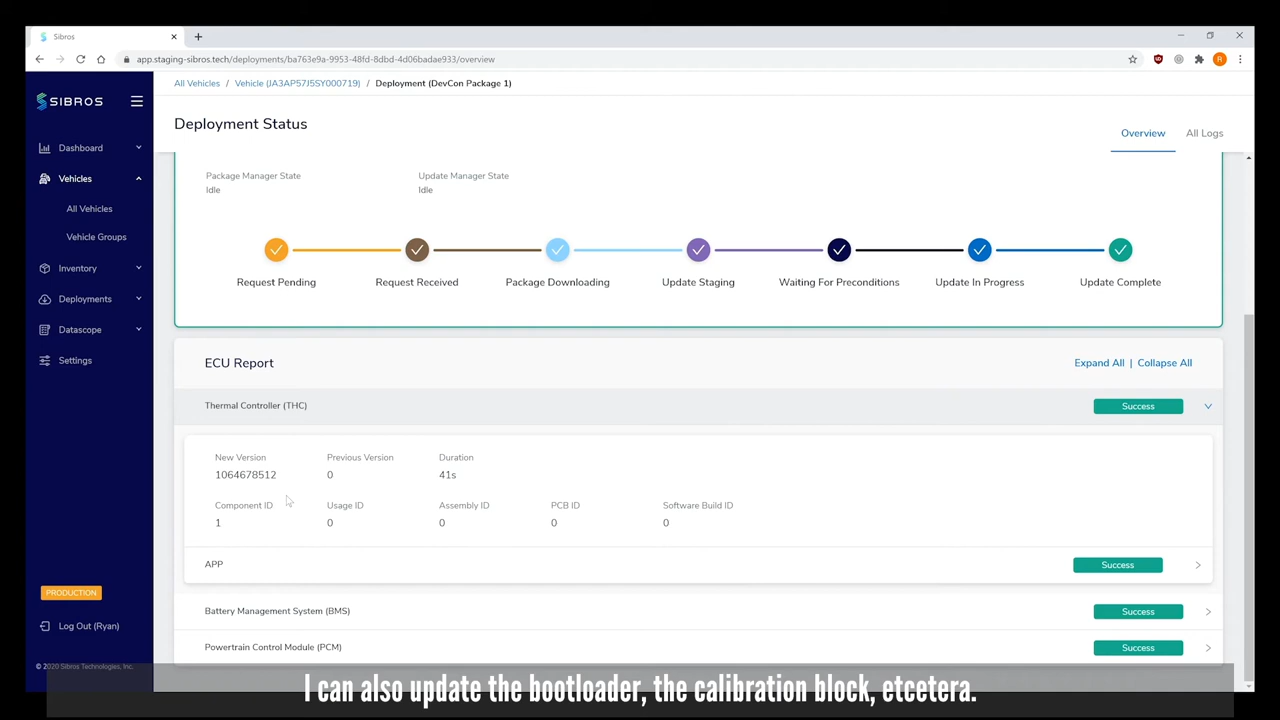 Sibros
app.staging-sibros.tech/deployments/ba763e9a-9953-48fd-8dbd-4d06badae933/overview
R
SIBROS
All Vehicles / Vehicle (JA3AP57J5SY000719) / Deployment (DevCon Package 1)
Deployment Status
Overview
All Logs
Dashboard
Vehicles
All Vehicles
Vehicle Groups
Inventory
Deployments
Datascope
Settings
PRODUCTION
Log Out (Ryan)
© 2020 Sibros Technologies, Inc.
Package Manager State
Idle
Update Manager State
Idle
Request Pending
Request Received
Package Downloading
Update Staging
Waiting For Preconditions
Update In Progress
Update Complete
ECU Report
Expand All | Collapse All
Thermal Controller (THC)
Success
New Version
1064678512
Previous Version
0
Duration
41s
Component ID
1
Usage ID
0
Assembly ID
0
PCB ID
0
Software Build ID
0
APP
Success
Battery Management System (BMS)
Success
Powertrain Control Module (PCM)
Success
I can also update the bootloader, the calibration block, etcetera.